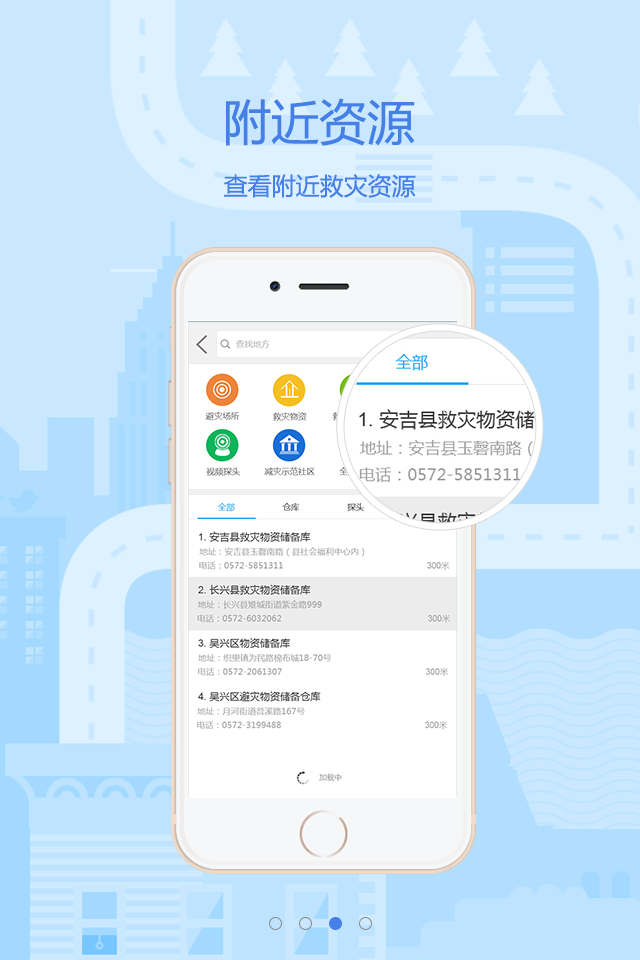 附近资源
查看附近救灾资源
查找地方
避灾场所
救灾物资
视频探头
减灾示范社区
全部
仓库
探头
全部
1. 安吉县救灾物资储
地址：安吉县玉磬南路（
电话：0572-5851311
1. 安吉县救灾物资储备库
地址：安吉县玉磬南路（县社会福利中心内）
电话：0572-5851311
300米
2. 长兴县救灾物资储备库
地址：长兴县雉城街道紫金路999
电话：0572-6032062
300米
3. 吴兴区物资储备库
地址：织里镇为民路棉布城18-70号
电话：0572-2061307
300米
4. 吴兴区避灾物资储备仓库
地址：月河街道苕溪路167号
电话：0572-3199488
300米
加载中